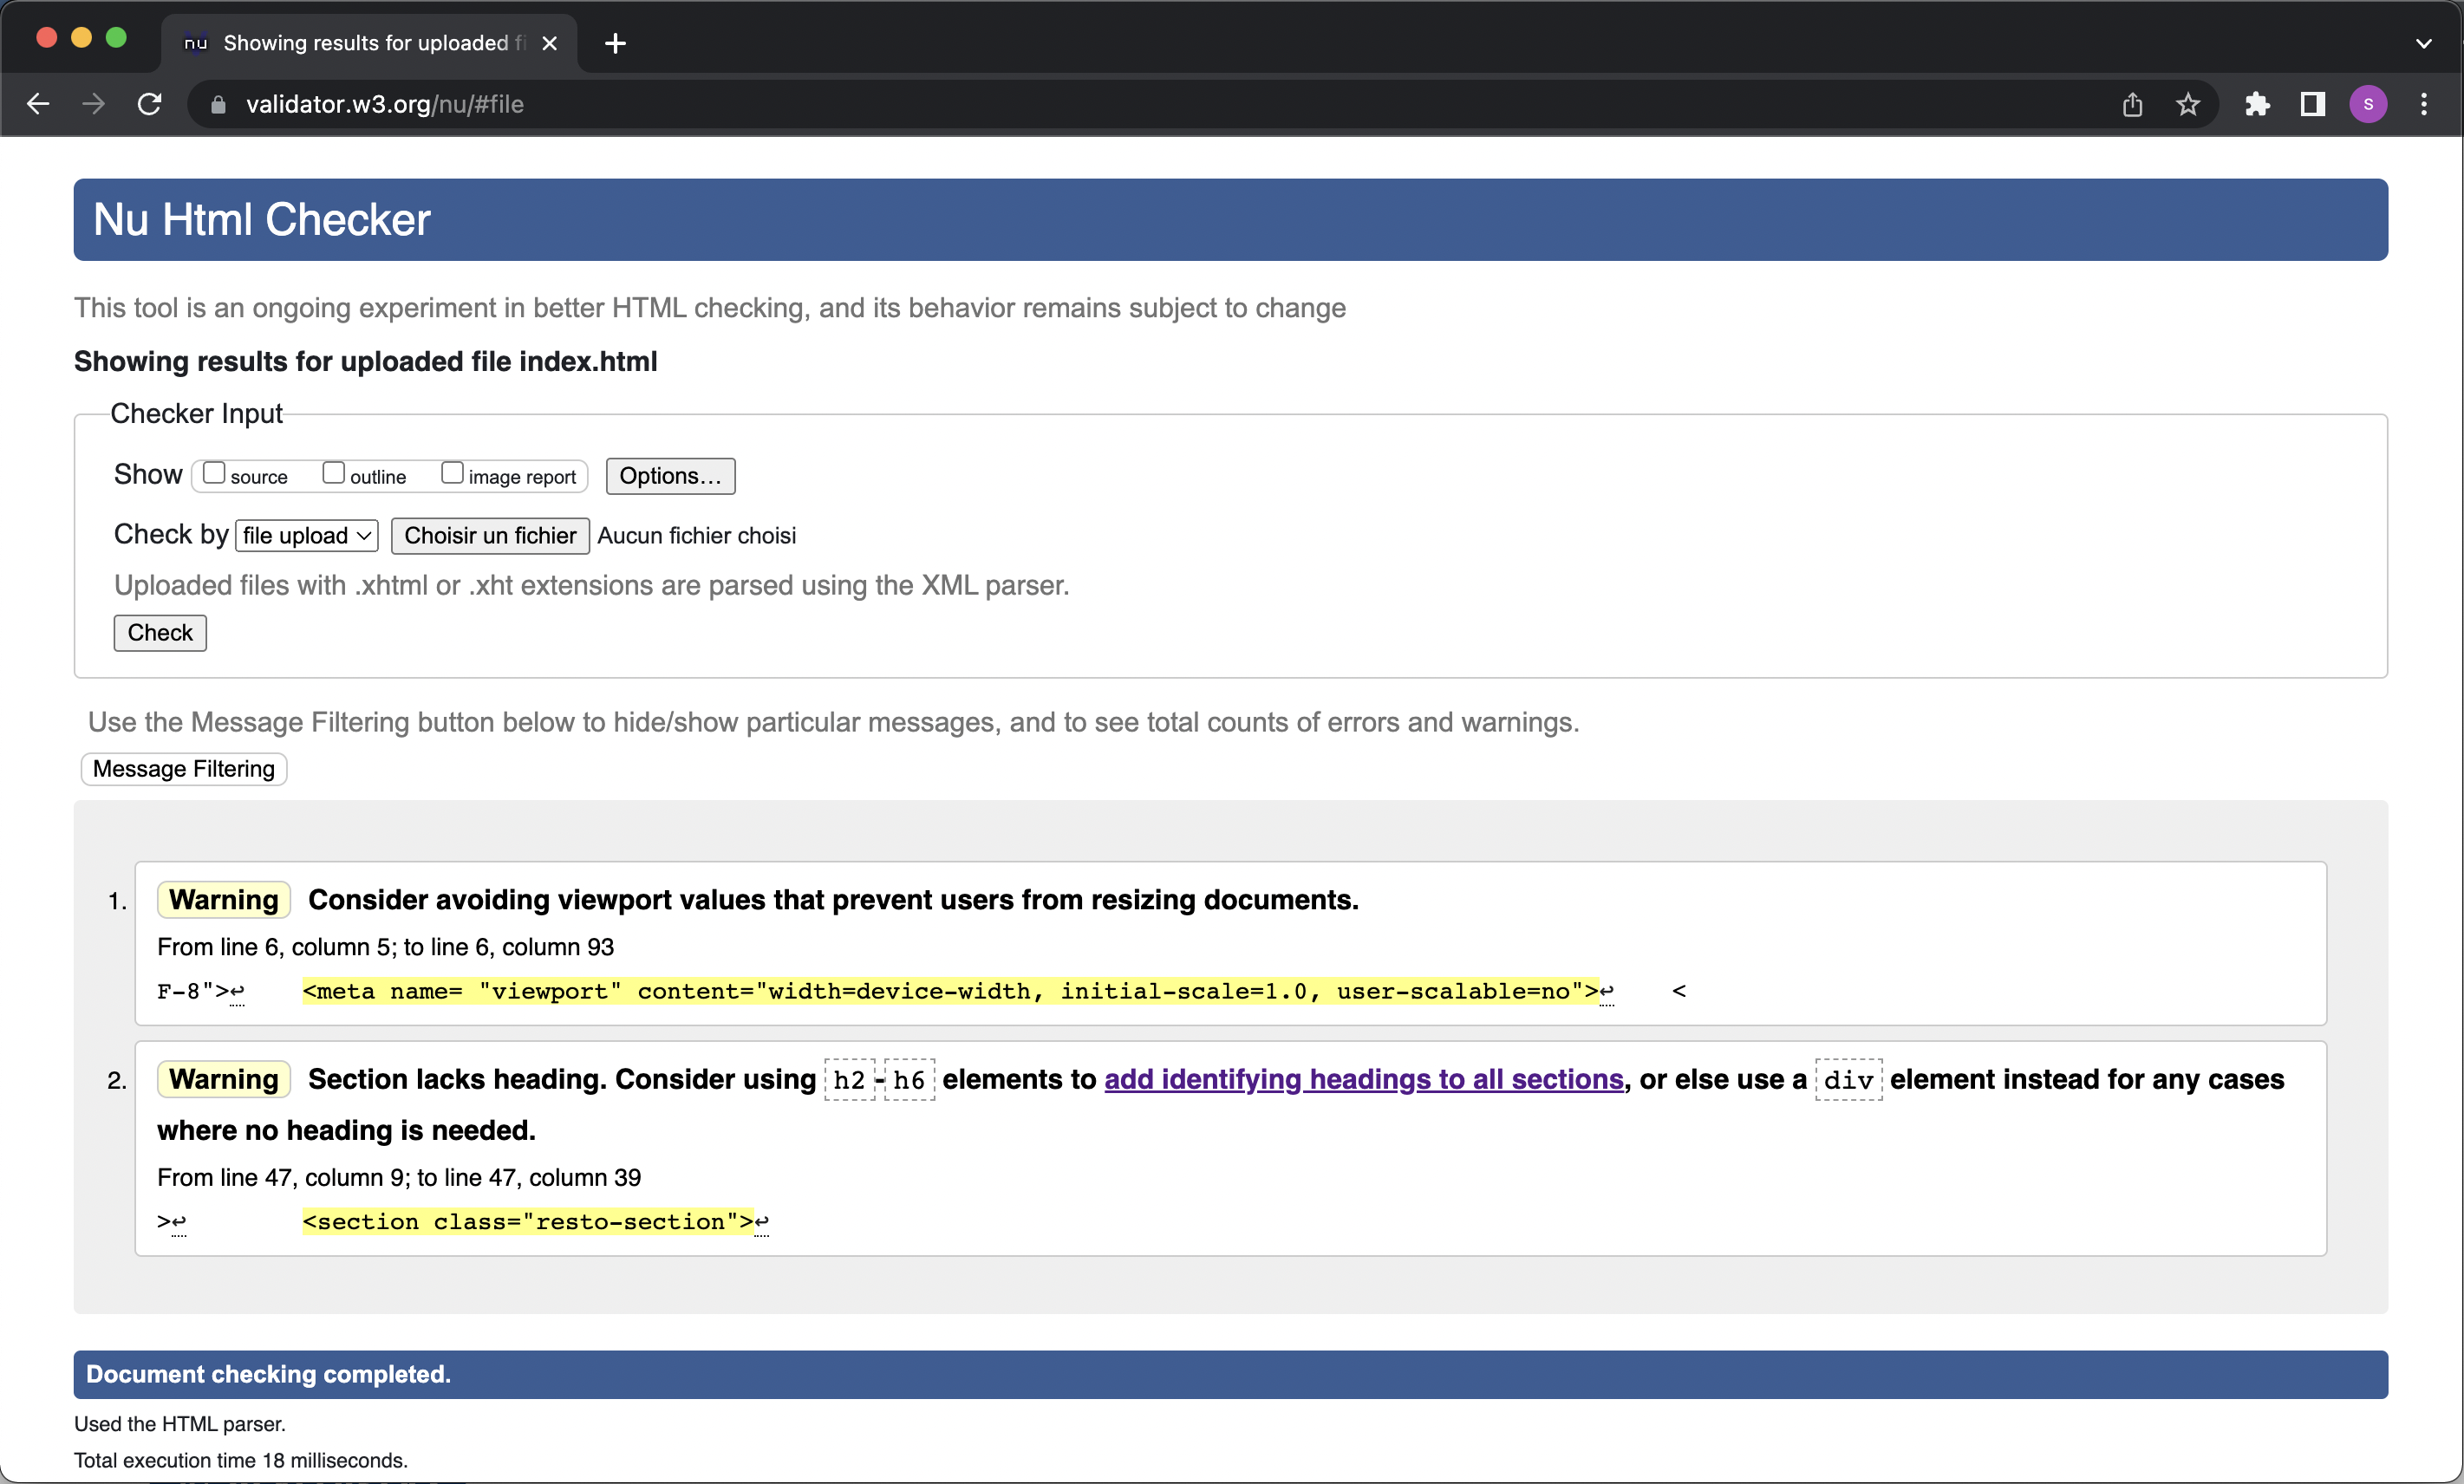 nu Showing results for uploaded fi
validator.w3.org/nu/#file
S
Nu Html Checker
This tool is an ongoing experiment in better HTML checking, and its behavior remains subject to change
Showing results for uploaded file index.html
Checker Input
Show source outline image report Options...
Check by file upload Choisir un fichier Aucun fichier choisi
Uploaded files with .xhtml or .xht extensions are parsed using the XML parser.
Check
Use the Message Filtering button below to hide/show particular messages, and to see total counts of errors and warnings.
Message Filtering
1. Warning Consider avoiding viewport values that prevent users from resizing documents.
From line 6, column 5; to line 6, column 93
F-8">↩ <meta name= "viewport" content="width=device-width, initial-scale=1.0, user-scalable=no">↩ <
2. Warning Section lacks heading. Consider using h2-h6 elements to add identifying headings to all sections, or else use a div element instead for any cases
where no heading is needed.
From line 47, column 9; to line 47, column 39
>↩ <section class="resto-section">↩
Document checking completed.
Used the HTML parser.
Total execution time 18 milliseconds.